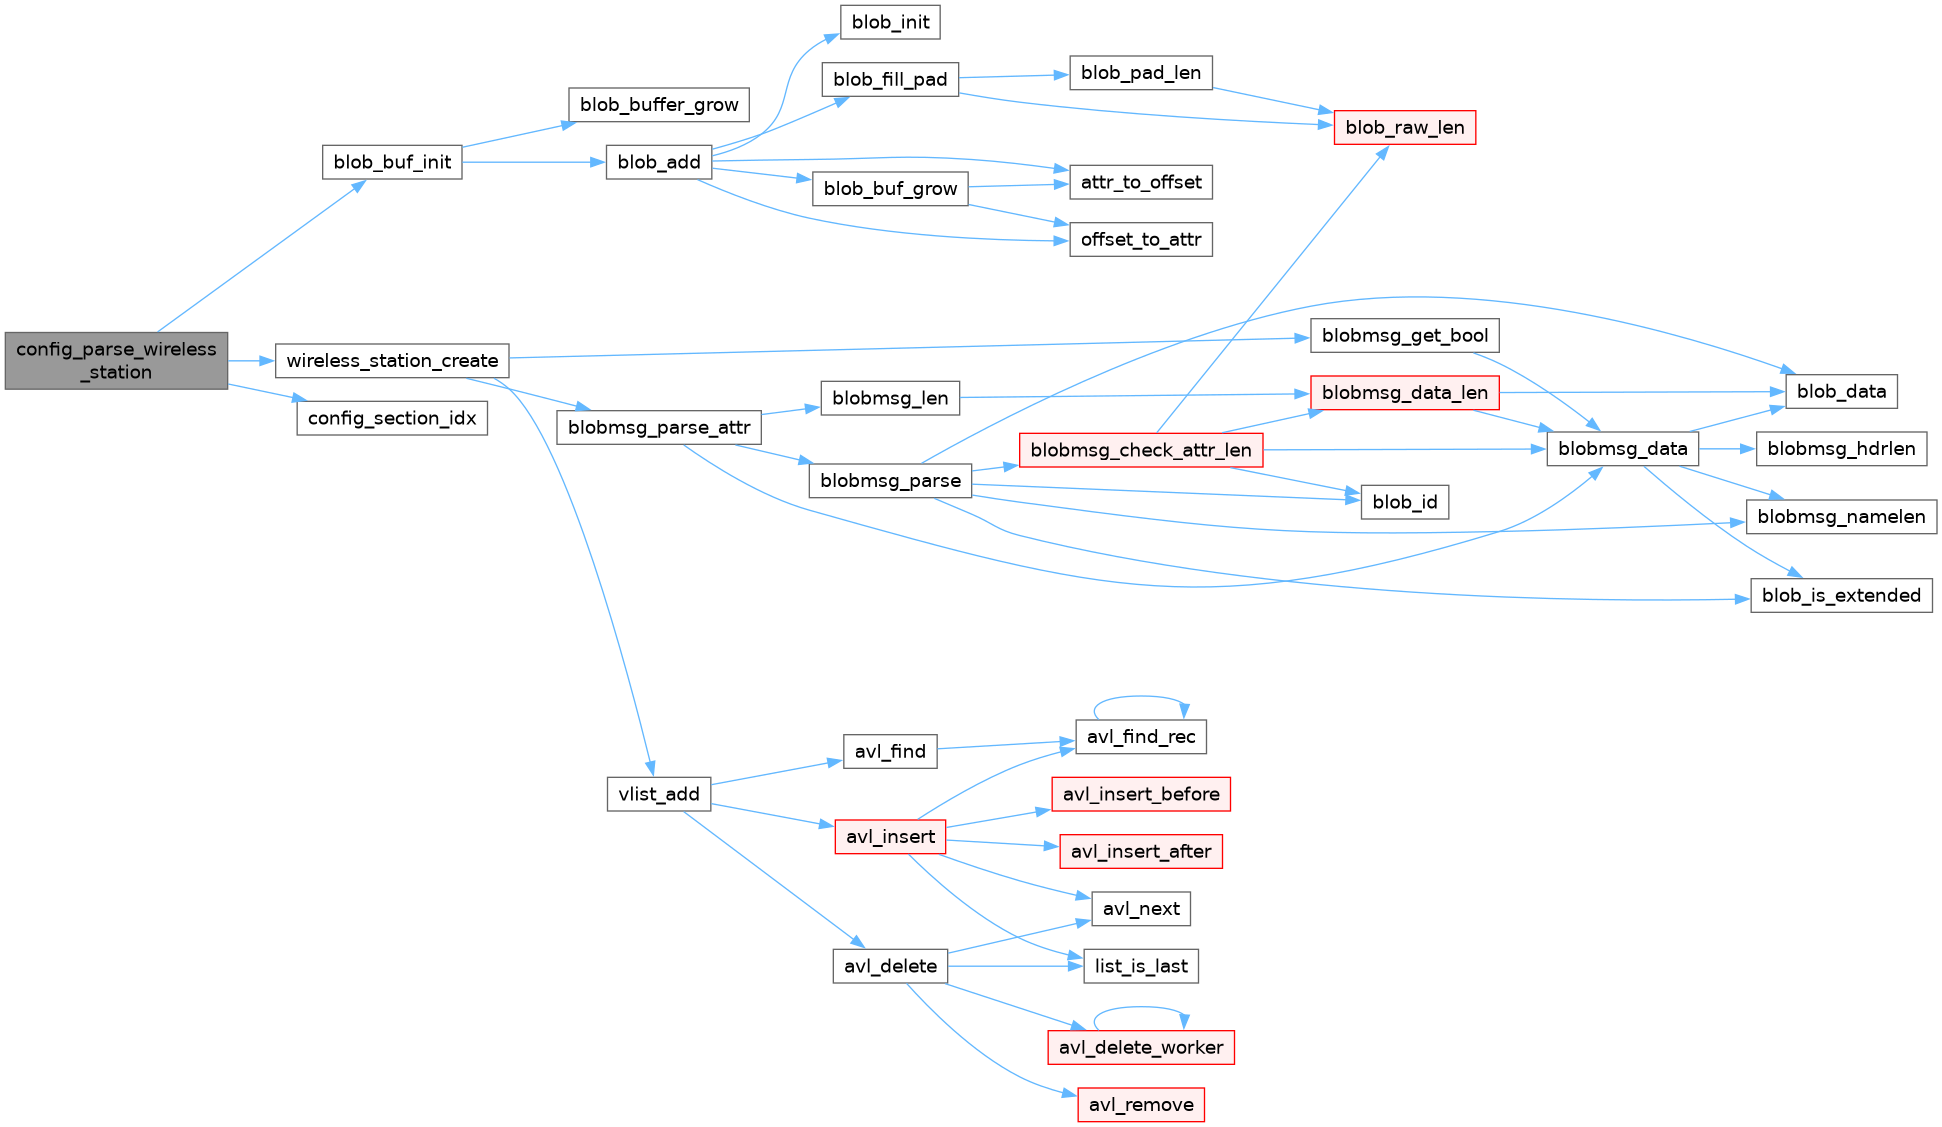 blob_init
blob_fill_pad
blob_pad_len
blob_buffer_grow
blob_raw_len
blob_buf_init
blob_add
attr_to_offset
blob_buf_grow
offset_to_attr
config_parse_wireless
_station
wireless_station_create
config_section_idx
blobmsg_get_bool
blobmsg_len
blobmsg_data_len
blob_data
blobmsg_parse_attr
blobmsg_check_attr_len
blobmsg_data
blobmsg_hdrlen
blobmsg_parse
blob_id
blobmsg_namelen
blob_is_extended
avl_find
avl_find_rec
vlist_add
avl_insert_before
avl_insert
avl_insert_after
avl_next
avl_delete
list_is_last
avl_delete_worker
avl_remove